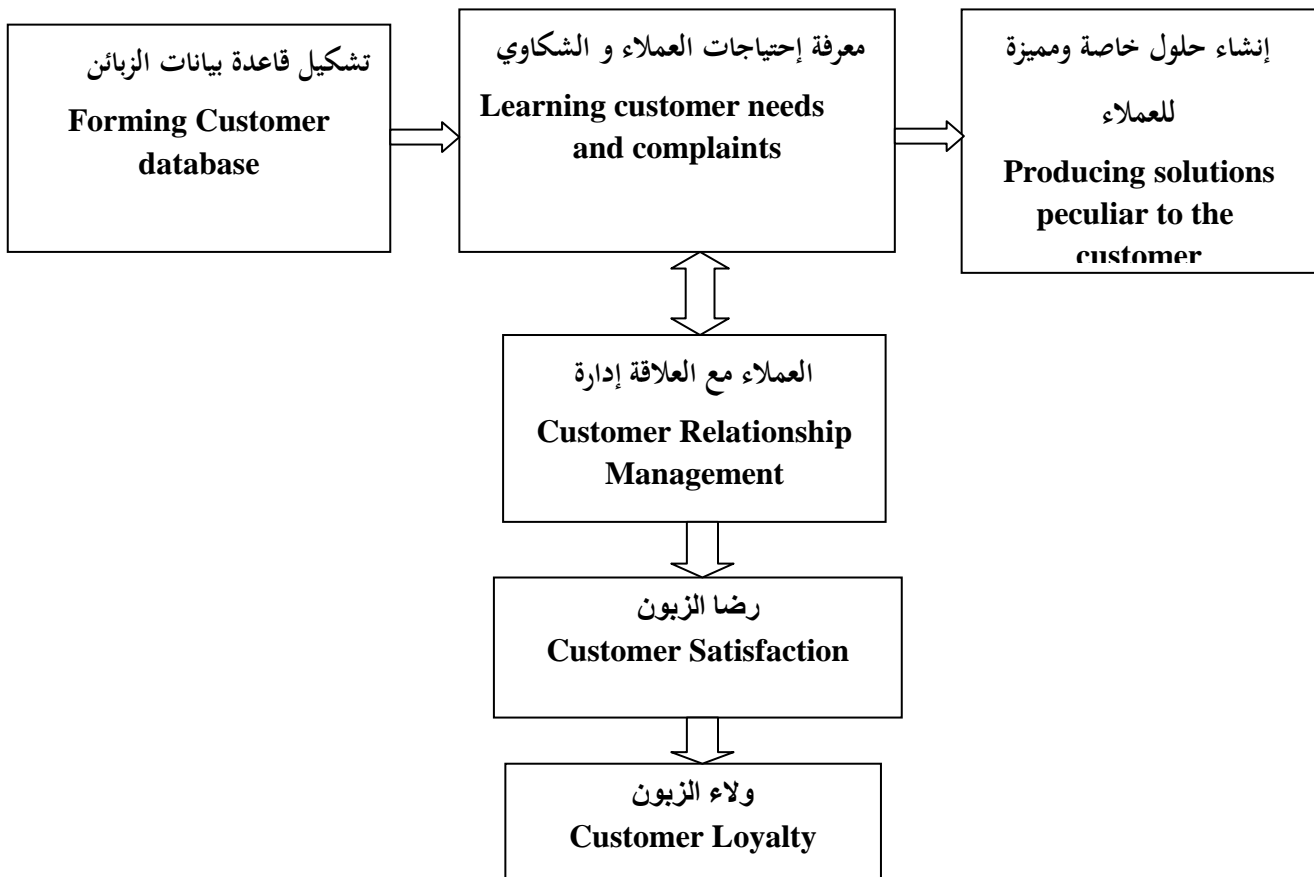 تشكيل قاعدة بيانات الزبائن
Forming Customer
database
معرفة إحتياجات العملاء و الشكاوي
Learning customer needs
and complaints
إنشاء حلول خاصة ومميزة
للعملاء
Producing solutions
peculiar to the
customer
العملاء مع العلاقة إدارة
Customer Relationship
Management
رضا الزبون
Customer Satisfaction
ولاء الزبون
Customer Loyalty